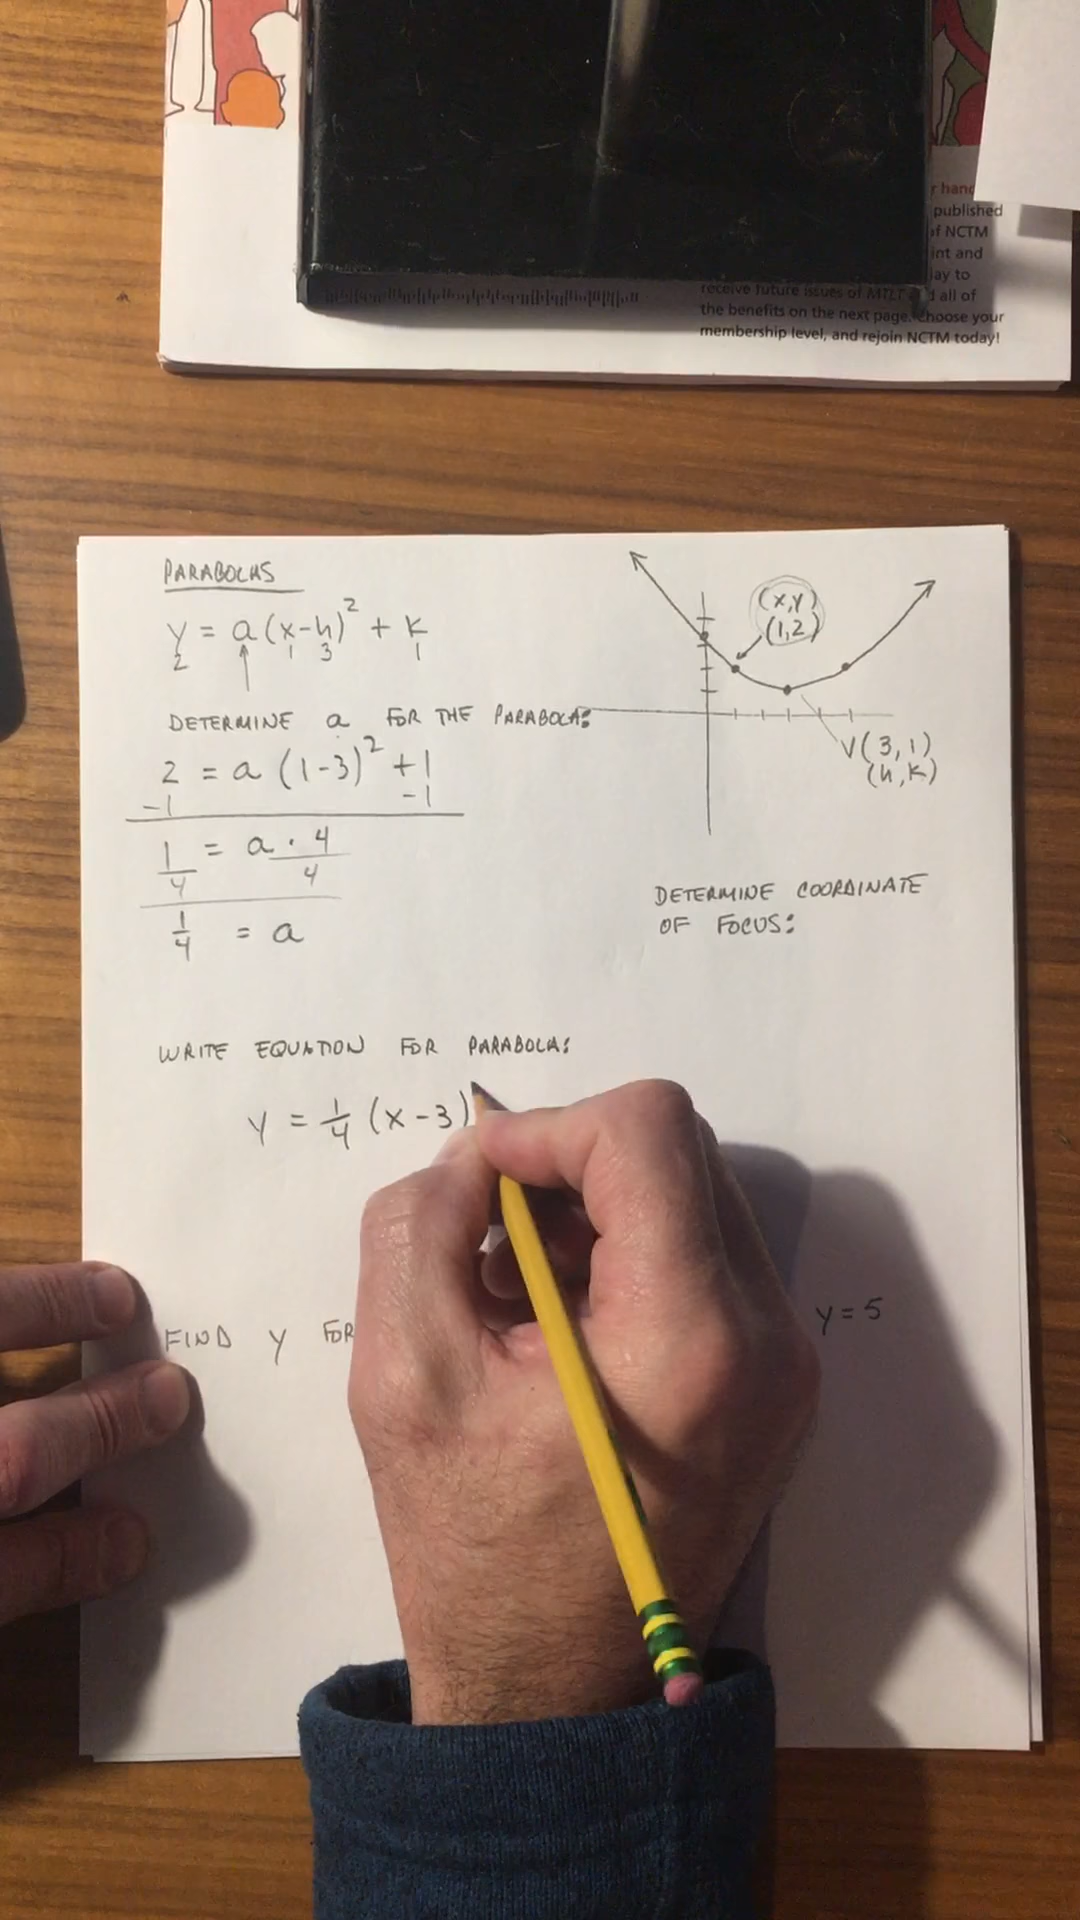 r hand
published
of NCTM
int and
day to
receive future issues of MTLT and all of
the benefits on the next page. Choose your
membership level, and rejoin NCTM today!
PARABOLAS
y = a(x-h)² + k
2 1 3 1
(x,y)
(1,2)
V(3,1)
(h,k)
DETERMINE a FOR THE PARABOLA:
2 = a (1-3)² +1
-1 -1
1/4 = a · 4/4
1/4 = a
DETERMINE COORDINATE
OF FOCUS:
WRITE EQUATION FOR PARABOLA:
y = 1/4 (x-3)
FIND y FOR
y=5